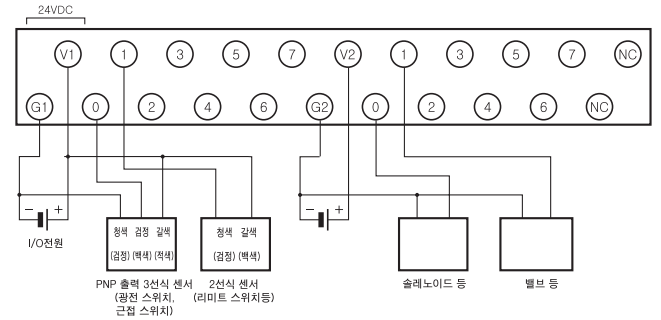 24VDC
V1 1 3 5 7 V2 1 3 5 7 NC
G1 0 2 4 6 G2 0 2 4 6 NC
− + − +
I/O전원
청색 검정 갈색 청색 갈색
(검정) (백색) (적색) (검정) (백색)
PNP 출력 3선식 센서
(광전 스위치,
근접 스위치)
2선식 센서
(리미트 스위치등)
솔레노이드 등
밸브 등